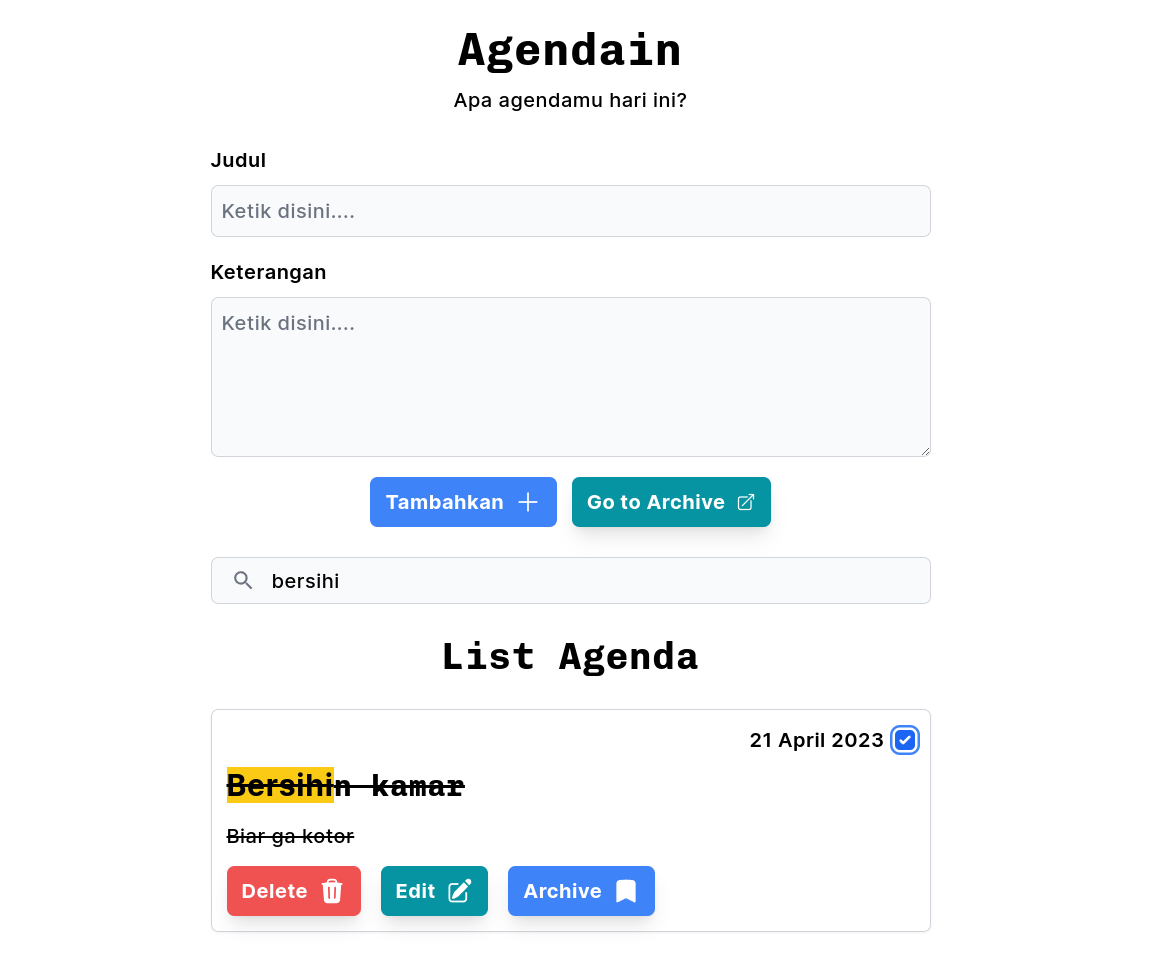 Agendain
Apa agendamu hari ini?
Judul
Ketik disini....
Keterangan
Ketik disini....
Tambahkan
Go to Archive
bersihi
List Agenda
21 April 2023
Bersihin kamar
Biar ga kotor
Delete
Edit
Archive